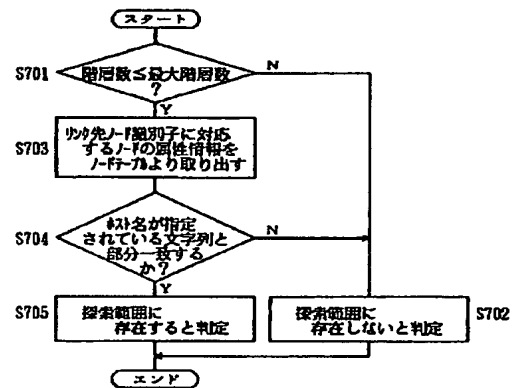 スタート
S701
階層数≦最大階層数
?
N
Y
S703
リンク先ノード識別子に対応
するノードの属性情報を
ノードテーブルより取り出す
S704
ホスト名が指定
されている文字列と
部分一致する
か?
N
Y
S705
探索範囲に
存在すると判定
探索範囲に
存在しないと判定
S702
エンド